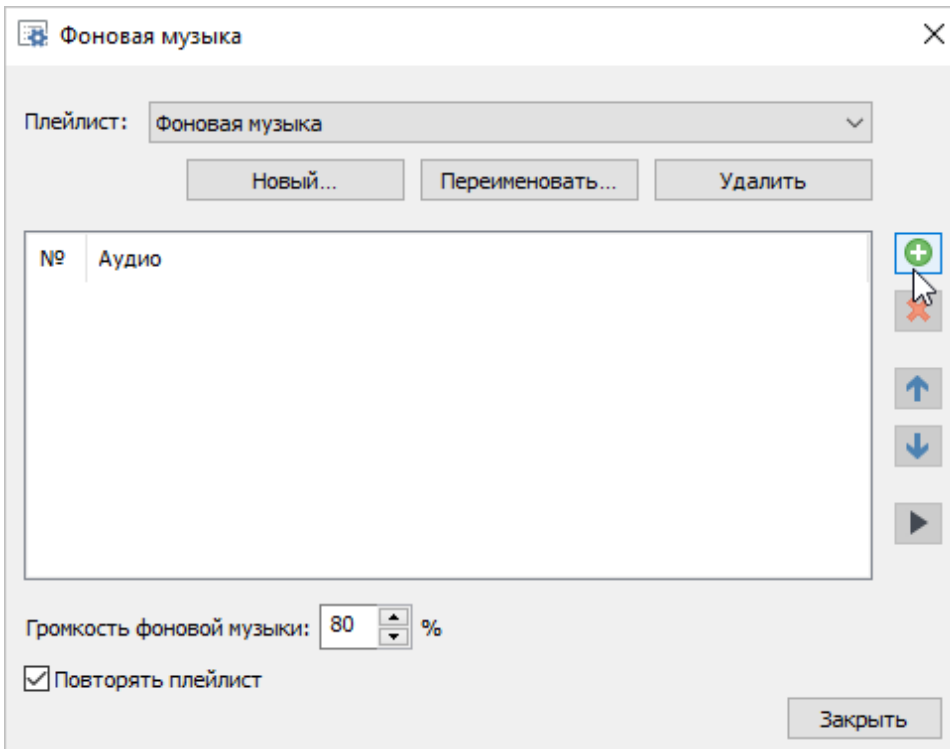 Фоновая музыка
Плейлист: Фоновая музыка
Новый... Переименовать... Удалить
№ Аудио
Громкость фоновой музыки: 80 %
Повторять плейлист
Закрыть